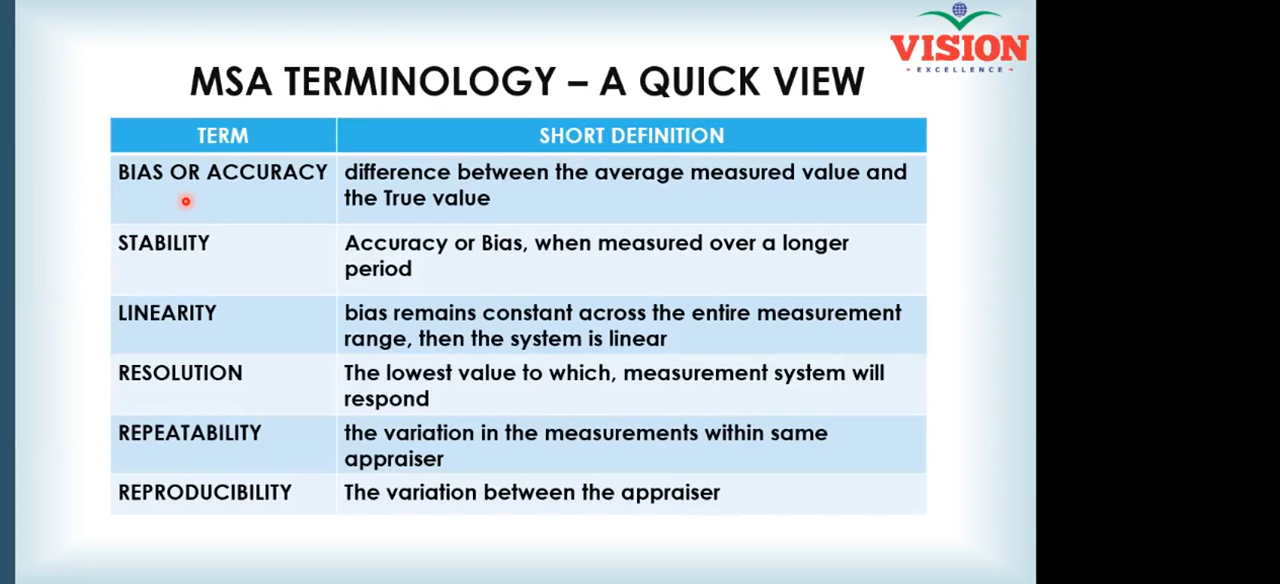 VISION
- EXCELLENCE -
MSA TERMINOLOGY – A QUICK VIEW
TERM
SHORT DEFINITION
BIAS OR ACCURACY
difference between the average measured value and
the True value
STABILITY
Accuracy or Bias, when measured over a longer
period
LINEARITY
bias remains constant across the entire measurement
range, then the system is linear
RESOLUTION
The lowest value to which, measurement system will
respond
REPEATABILITY
the variation in the measurements within same
appraiser
REPRODUCIBILITY
The variation between the appraiser